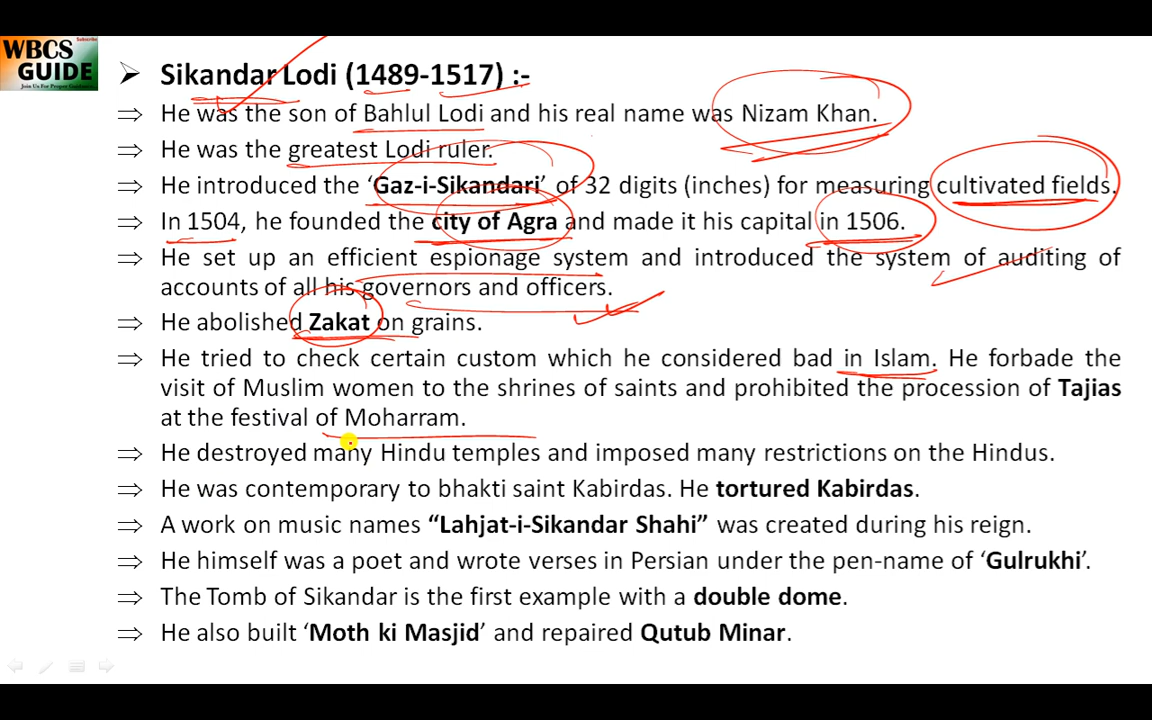 Subscribe
WBCS
GUIDE
Join Us For Proper Guidance
➤ Sikandar Lodi (1489-1517) :-
⇒ He was the son of Bahlul Lodi and his real name was Nizam Khan.
⇒ He was the greatest Lodi ruler.
⇒ He introduced the ‘Gaz-i-Sikandari’ of 32 digits (inches) for measuring cultivated fields.
⇒ In 1504, he founded the city of Agra and made it his capital in 1506.
⇒ He set up an efficient espionage system and introduced the system of auditing of
accounts of all his governors and officers.
⇒ He abolished Zakat on grains.
⇒ He tried to check certain custom which he considered bad in Islam. He forbade the
visit of Muslim women to the shrines of saints and prohibited the procession of Tajias
at the festival of Moharram.
⇒ He destroyed many Hindu temples and imposed many restrictions on the Hindus.
⇒ He was contemporary to bhakti saint Kabirdas. He tortured Kabirdas.
⇒ A work on music names “Lahjat-i-Sikandar Shahi” was created during his reign.
⇒ He himself was a poet and wrote verses in Persian under the pen-name of ‘Gulrukhi’.
⇒ The Tomb of Sikandar is the first example with a double dome.
⇒ He also built ‘Moth ki Masjid’ and repaired Qutub Minar.